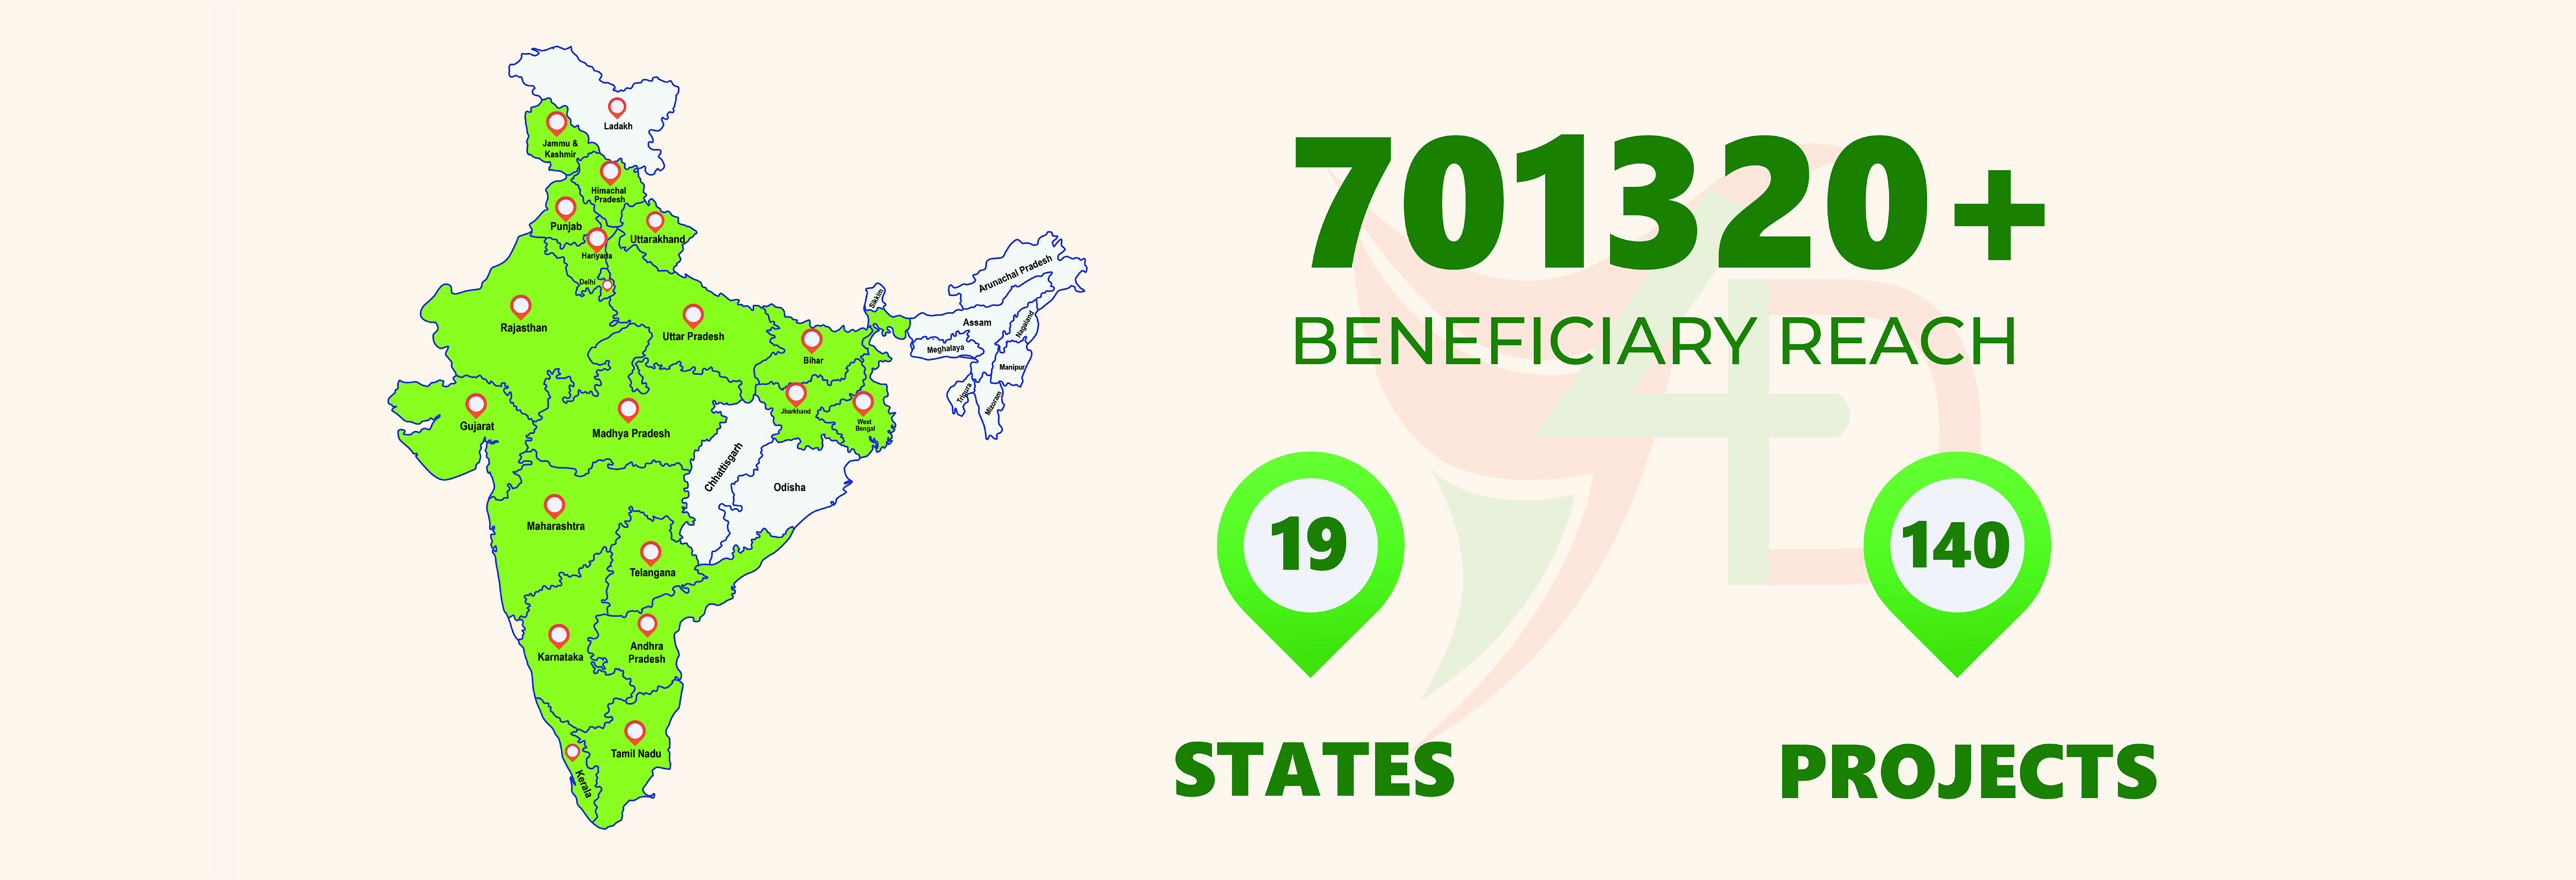 Ladakh
Jammu &
Kashmir
Himachal
Pradesh
Punjab
Uttarakhand
Hariyana
Delhi
Rajasthan
Uttar Pradesh
Bihar
Sikkim
Arunachal Pradesh
Assam
Nagaland
Meghalaya
Manipur
Tripura
Mizoram
Gujarat
Madhya Pradesh
Jharkhand
West
Bengal
Chhattisgarh
Odisha
Maharashtra
Telangana
Karnataka
Andhra
Pradesh
Tamil Nadu
Kerala
701320+
BENEFICIARY REACH
19
STATES
140
PROJECTS